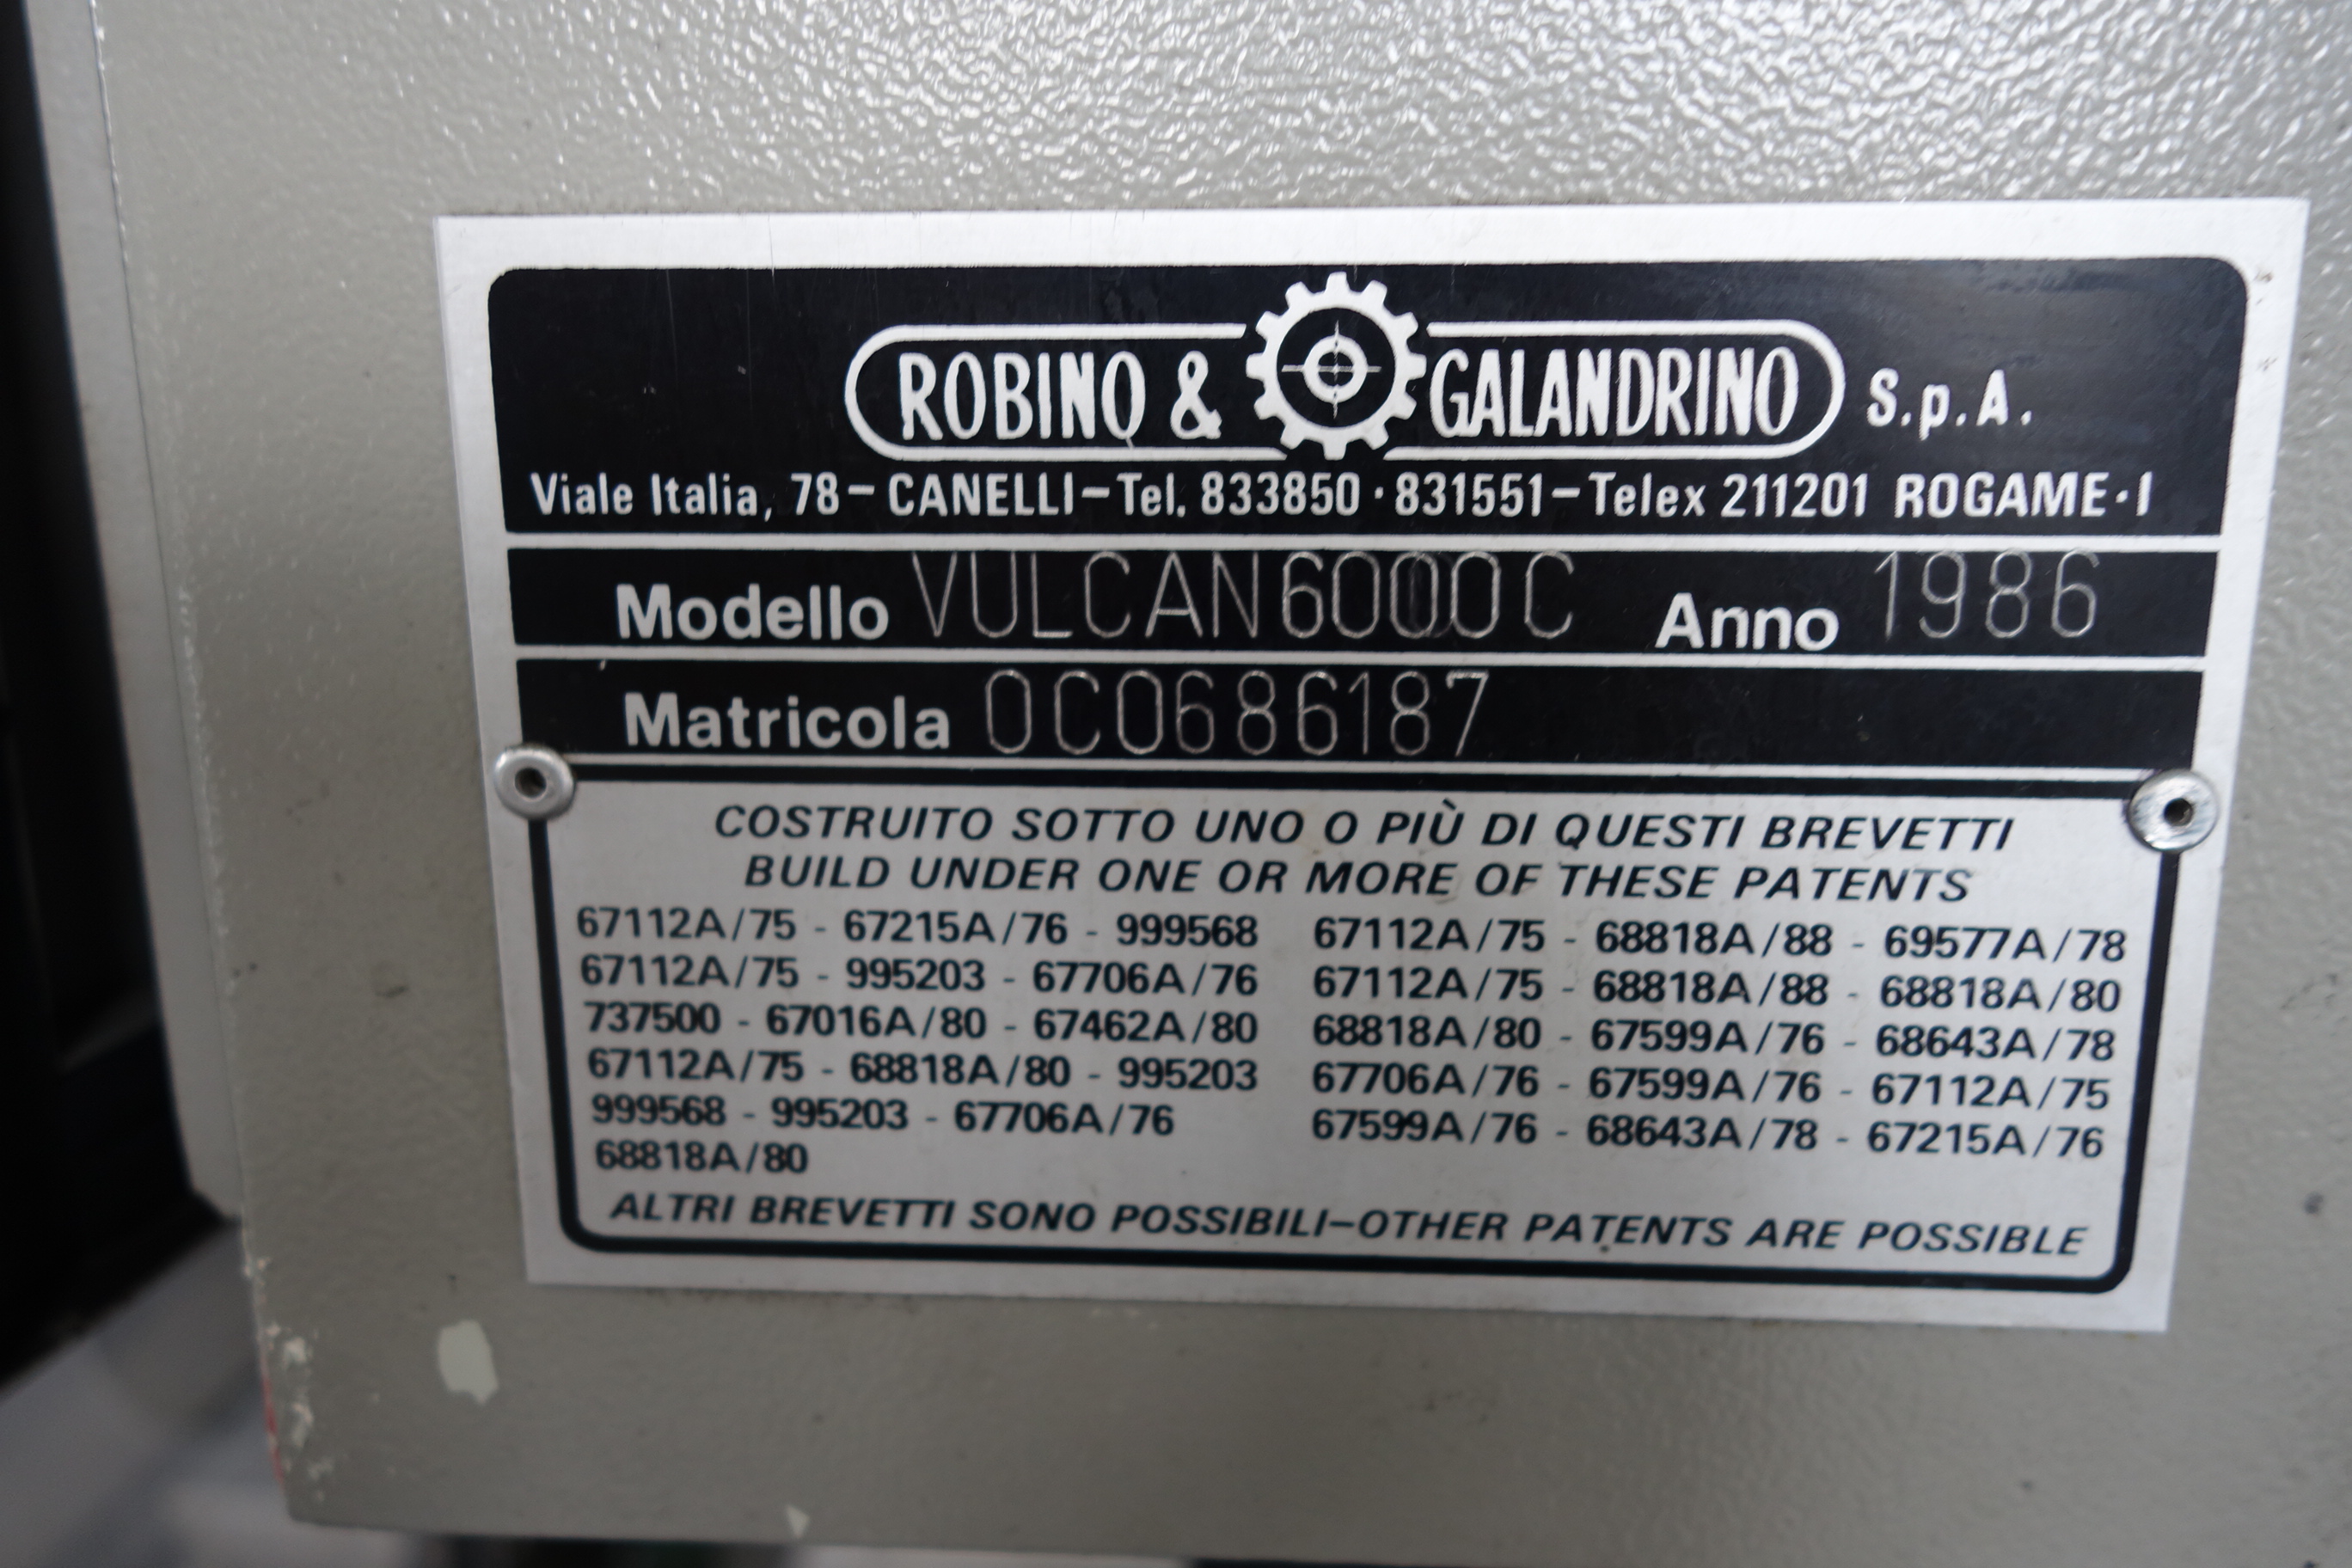 ROBINO & GALANDRINO S.p.A.
Viale Italia, 78 – CANELLI – Tel. 833850 · 831551 – Telex 211201 ROGAME · I
Modello VULCAN6000C Anno 1986
Matricola 0C0686187
COSTRUITO SOTTO UNO O PIÙ DI QUESTI BREVETTI
BUILD UNDER ONE OR MORE OF THESE PATENTS
67112A/75 - 67215A/76 - 999568 67112A/75 - 68818A/88 - 69577A/78
67112A/75 - 995203 - 67706A/76 67112A/75 - 68818A/88 - 68818A/80
737500 - 67016A/80 - 67462A/80 68818A/80 - 67599A/76 - 68643A/78
67112A/75 - 68818A/80 - 995203 67706A/76 - 67599A/76 - 67112A/75
999568 - 995203 - 67706A/76 67599A/76 - 68643A/78 - 67215A/76
68818A/80
ALTRI BREVETTI SONO POSSIBILI–OTHER PATENTS ARE POSSIBLE